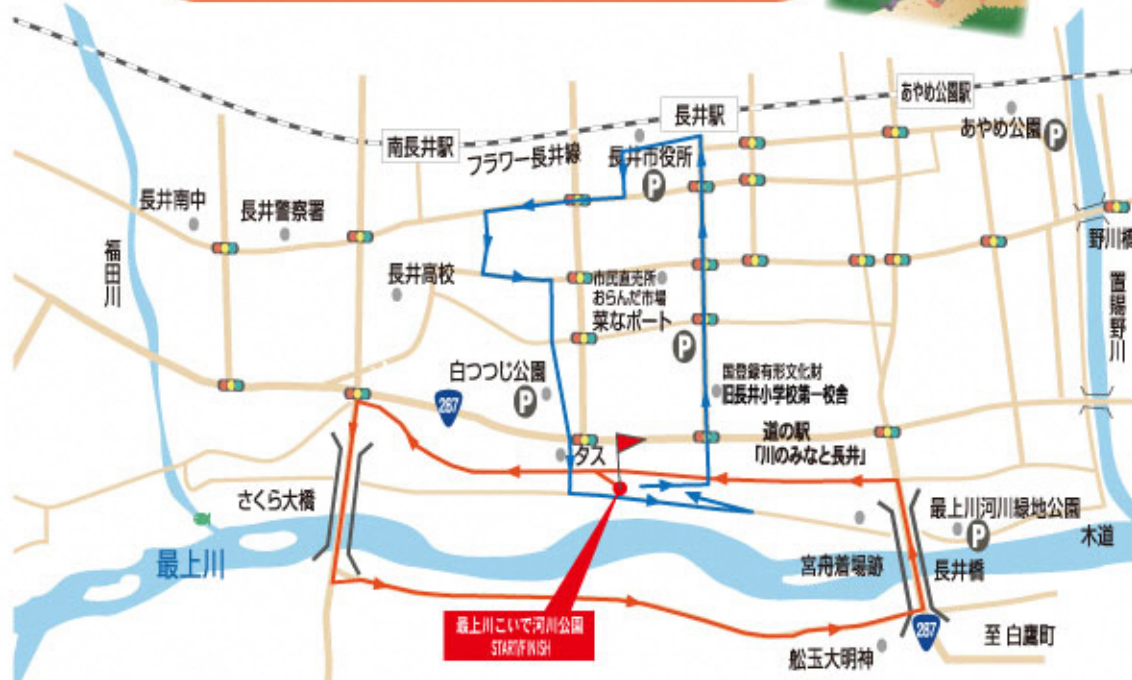 長井駅
あやめ公園駅
南長井駅
フラワー長井線
長井市役所
P
あやめ公園
P
長井南中
長井警察署
福田川
野川橋
置賜野川
長井高校
市民直売所
おらんだ市場
菜なポート
P
白つつじ公園
P
287
国登録有形文化財
旧長井小学校第一校舎
タス
道の駅
「川のみなと長井」
さくら大橋
最上川河川緑地公園
P
木道
最上川
宮舟着場跡
長井橋
最上川こいで河川公園
START/FINISH
287
至 白鷹町
舩玉大明神